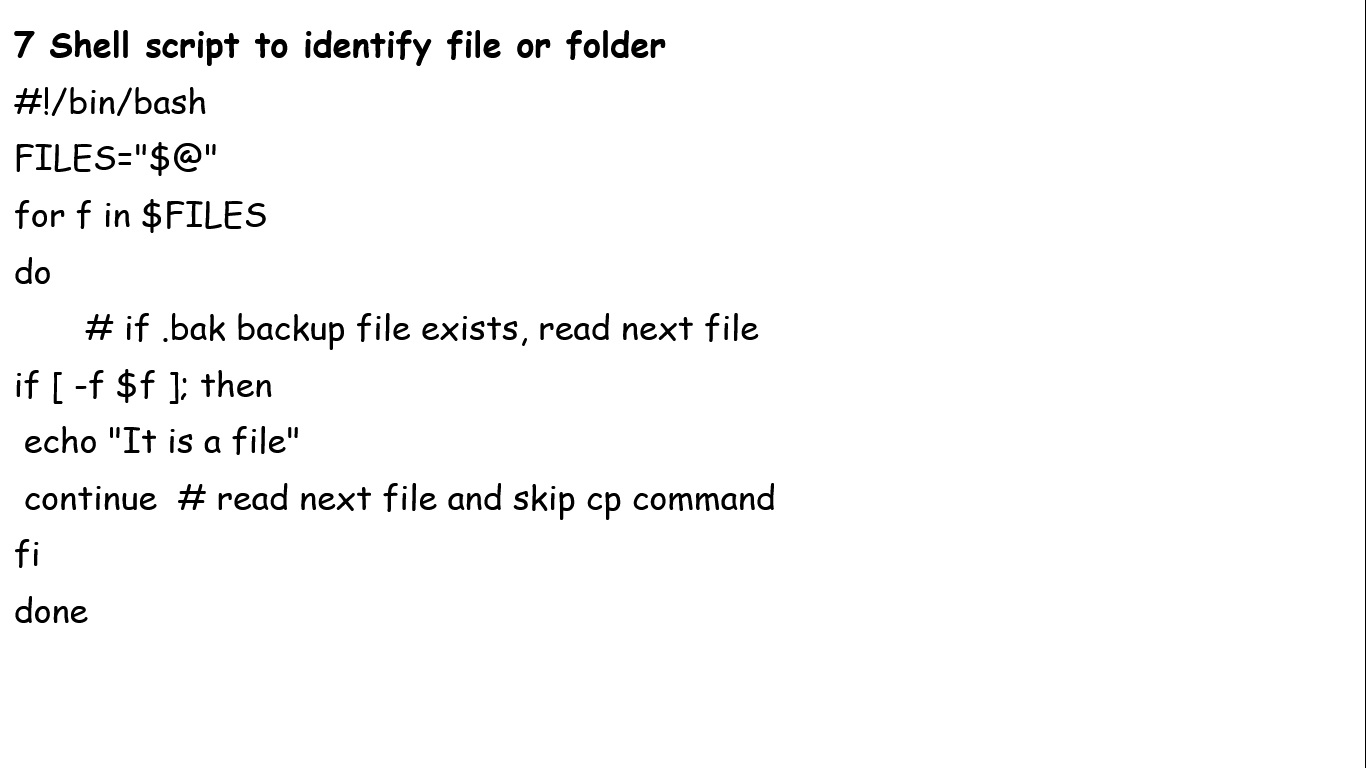 7 Shell script to identify file or folder
#!/bin/bash
FILES="$@"
for f in $FILES
do
# if .bak backup file exists, read next file
if [ -f $f ]; then
echo "It is a file"
continue # read next file and skip cp command
fi
done